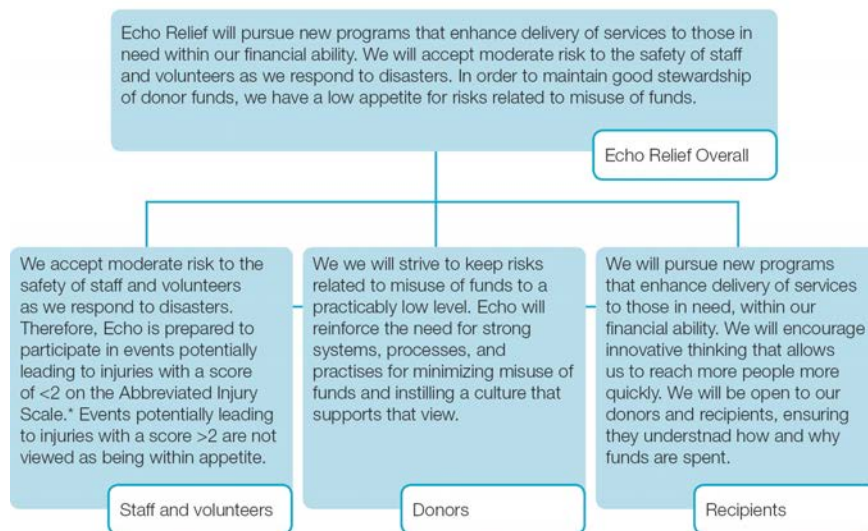 Echo Relief will pursue new programs that enhance delivery of services to those in
need within our financial ability. We will accept moderate risk to the safety of staff
and volunteers as we respond to disasters. In order to maintain good stewardship
of donor funds, we have a low appetite for risks related to misuse of funds.
Echo Relief Overall
We accept moderate risk to the
safety of staff and volunteers
as we respond to disasters.
Therefore, Echo is prepared to
participate in events potentially
leading to injuries with a score
of <2 on the Abbreviated Injury
Scale.* Events potentially leading
to injuries with a score >2 are not
viewed as being within appetite.
Staff and volunteers
We we will strive to keep risks
related to misuse of funds to a
practicably low level. Echo will
reinforce the need for strong
systems, processes, and
practises for minimizing misuse of
funds and instilling a culture that
supports that view.
Donors
We will pursue new programs
that enhance delivery of services
to those in need, within our
financial ability. We will encourage
innovative thinking that allows
us to reach more people more
quickly. We will be open to our
donors and recipients, ensuring
they understnad how and why
funds are spent.
Recipients